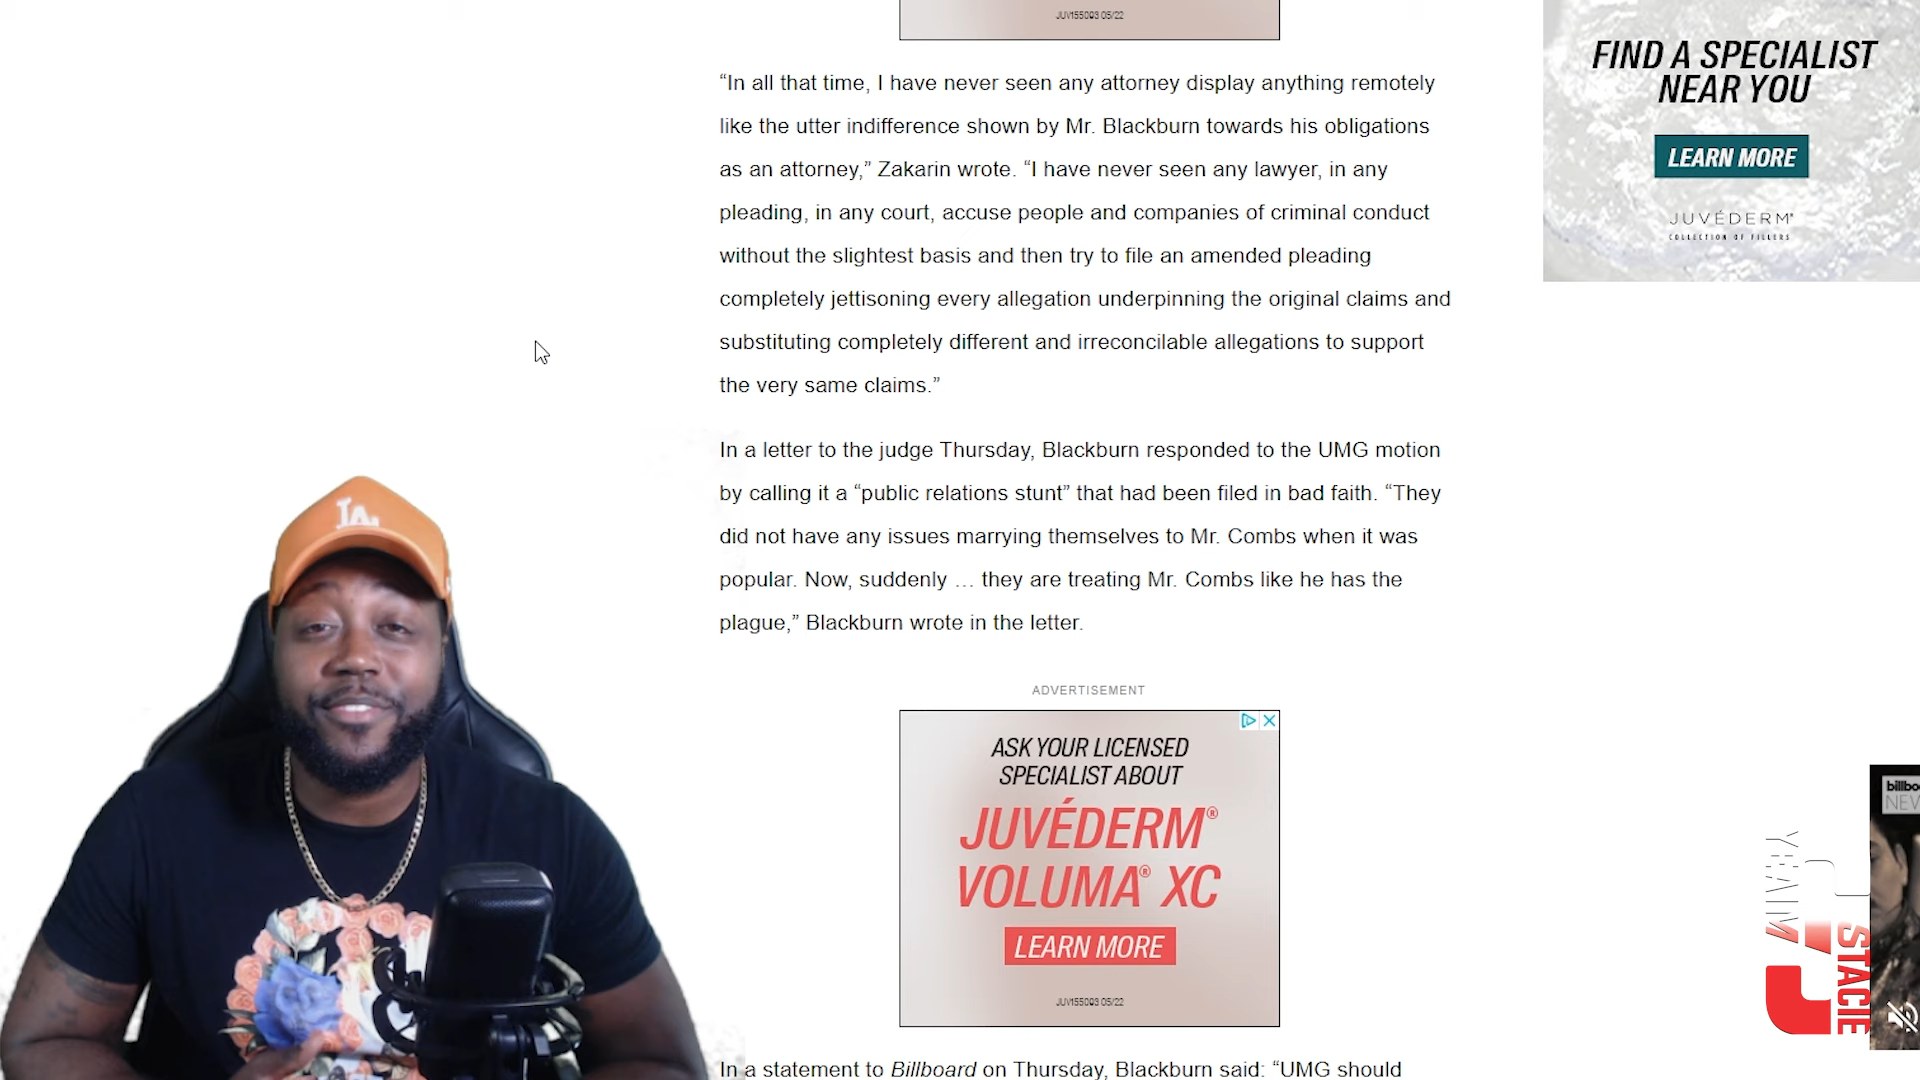 JUV155003 05/22
“In all that time, I have never seen any attorney display anything remotely
like the utter indifference shown by Mr. Blackburn towards his obligations
as an attorney,” Zakarin wrote. “I have never seen any lawyer, in any
pleading, in any court, accuse people and companies of criminal conduct
without the slightest basis and then try to file an amended pleading
completely jettisoning every allegation underpinning the original claims and
substituting completely different and irreconcilable allegations to support
the very same claims.”
In a letter to the judge Thursday, Blackburn responded to the UMG motion
by calling it a “public relations stunt” that had been filed in bad faith. “They
did not have any issues marrying themselves to Mr. Combs when it was
popular. Now, suddenly … they are treating Mr. Combs like he has the
plague,” Blackburn wrote in the letter.
ADVERTISEMENT
ASK YOUR LICENSED
SPECIALIST ABOUT
JUVÉDERM®
VOLUMA® XC
LEARN MORE
JUV155003 05/22
In a statement to Billboard on Thursday, Blackburn said: “UMG should
FIND A SPECIALIST
NEAR YOU
LEARN MORE
JUVÉDERM®
COLLECTION OF FILLERS
LA
billbo
NEW
STACIE